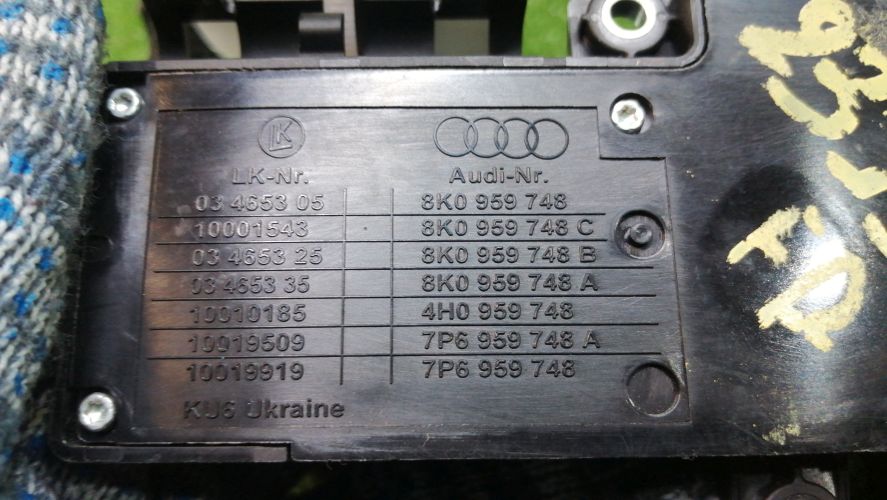 LK
LK-Nr. Audi-Nr.
03 4653 05 8K0 959 748
10001543 8K0 959 748 C
03 4653 25 8K0 959 748 B
03 4653 35 8K0 959 748 A
10010185 4H0 959 748
10019509 7P6 959 748 A
10019919 7P6 959 748
KU6 Ukraine